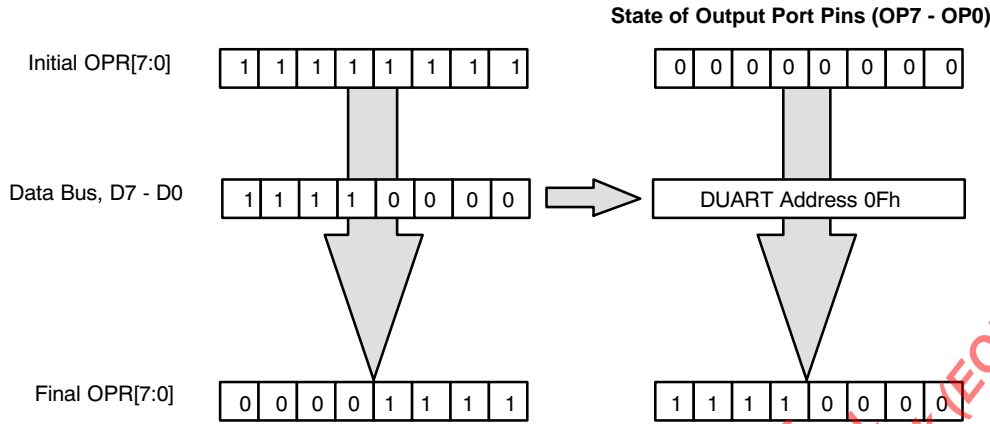 State of Output Port Pins (OP7 - OP0)
Initial OPR[7:0] 1 1 1 1 1 1 1 1 0 0 0 0 0 0 0 0
Data Bus, D7 - D0 1 1 1 1 0 0 0 0 DUART Address 0Fh
Final OPR[7:0] 0 0 0 0 1 1 1 1 1 1 1 1 0 0 0 0